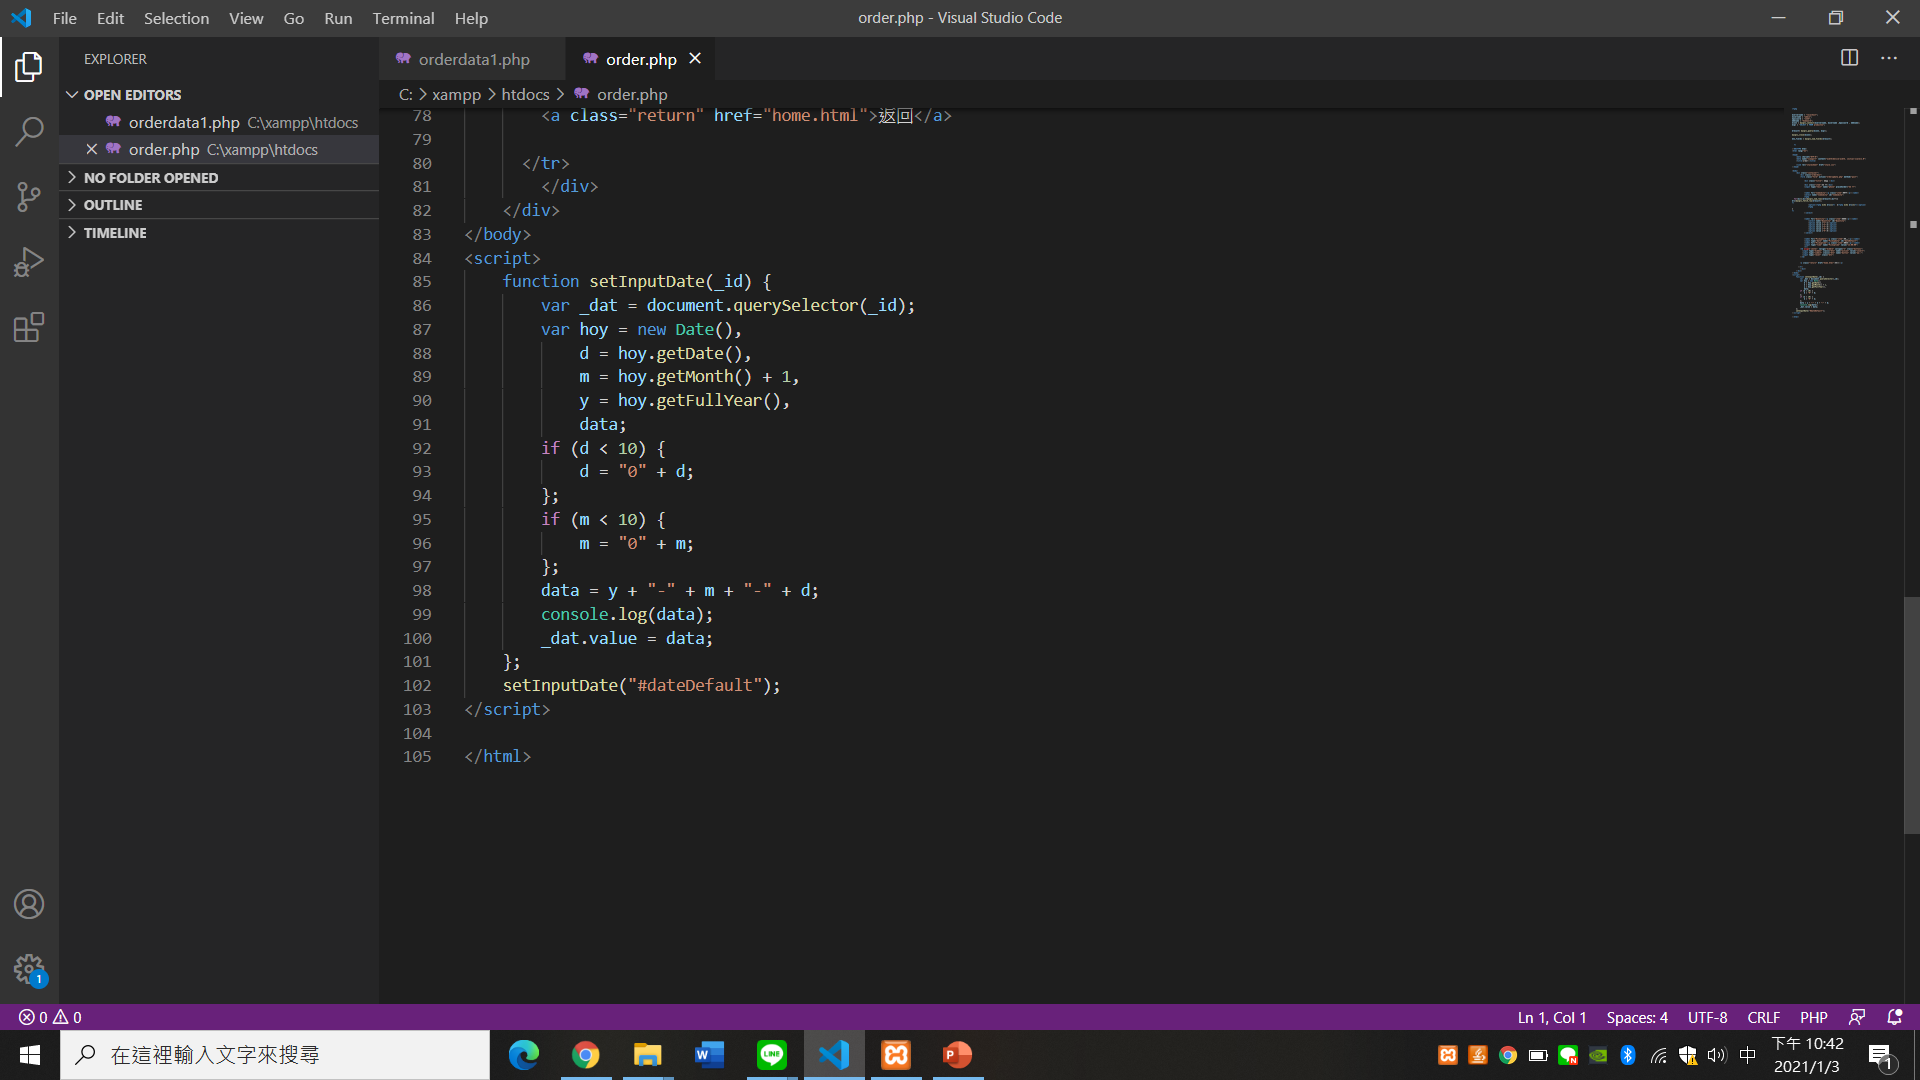 File Edit Selection View Go Run Terminal Help
order.php - Visual Studio Code
EXPLORER
OPEN EDITORS
orderdata1.php C:\xampp\htdocs
order.php C:\xampp\htdocs
NO FOLDER OPENED
OUTLINE
TIMELINE
orderdata1.php
order.php
C: > xampp > htdocs > order.php
78 <a class="return" href="home.html">返回</a>
79
80 </tr>
81 </div>
82 </div>
83 </body>
84 <script>
85 function setInputDate(_id) {
86 var _dat = document.querySelector(_id);
87 var hoy = new Date(),
88 d = hoy.getDate(),
89 m = hoy.getMonth() + 1,
90 y = hoy.getFullYear(),
91 data;
92 if (d < 10) {
93 d = "0" + d;
94 };
95 if (m < 10) {
96 m = "0" + m;
97 };
98 data = y + "-" + m + "-" + d;
99 console.log(data);
100 _dat.value = data;
101 };
102 setInputDate("#dateDefault");
103 </script>
104
105 </html>
1
0 0
Ln 1, Col 1 Spaces: 4 UTF-8 CRLF PHP
在這裡輸入文字來搜尋
LINE
中
下午 10:42
2021/1/3
1